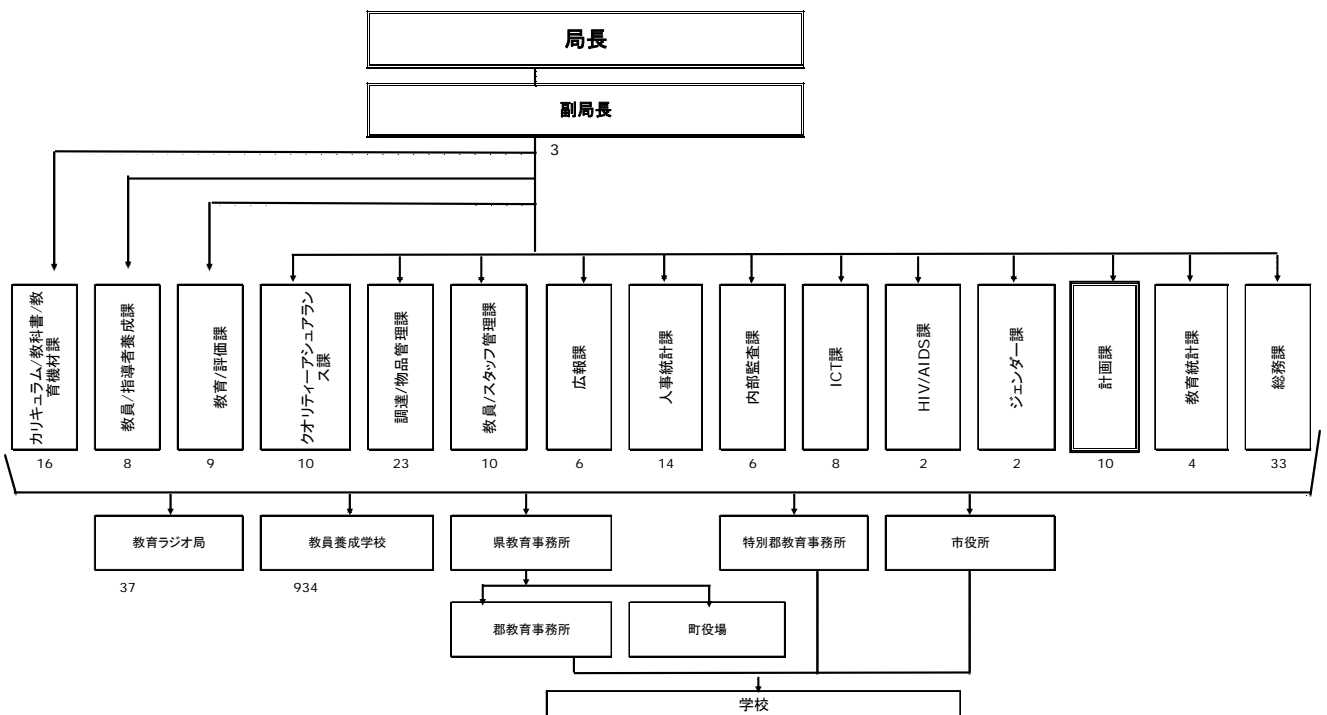 局長
副局長
3
カリキュラム/教科書/教
育機材課
教員/指導者養成課
教育/評価課
クオリティーアシュアラン
ス課
調達/物品管理課
教員/スタッフ管理課
広報課
人事統計課
内部監査課
ICT課
HIV/AIDS課
ジェンダー課
計画課
教育統計課
総務課
16
8
9
10
23
10
6
14
6
8
2
2
10
4
33
教育ラジオ局
教員養成学校
県教育事務所
特別郡教育事務所
市役所
37
934
郡教育事務所
町役場
学校